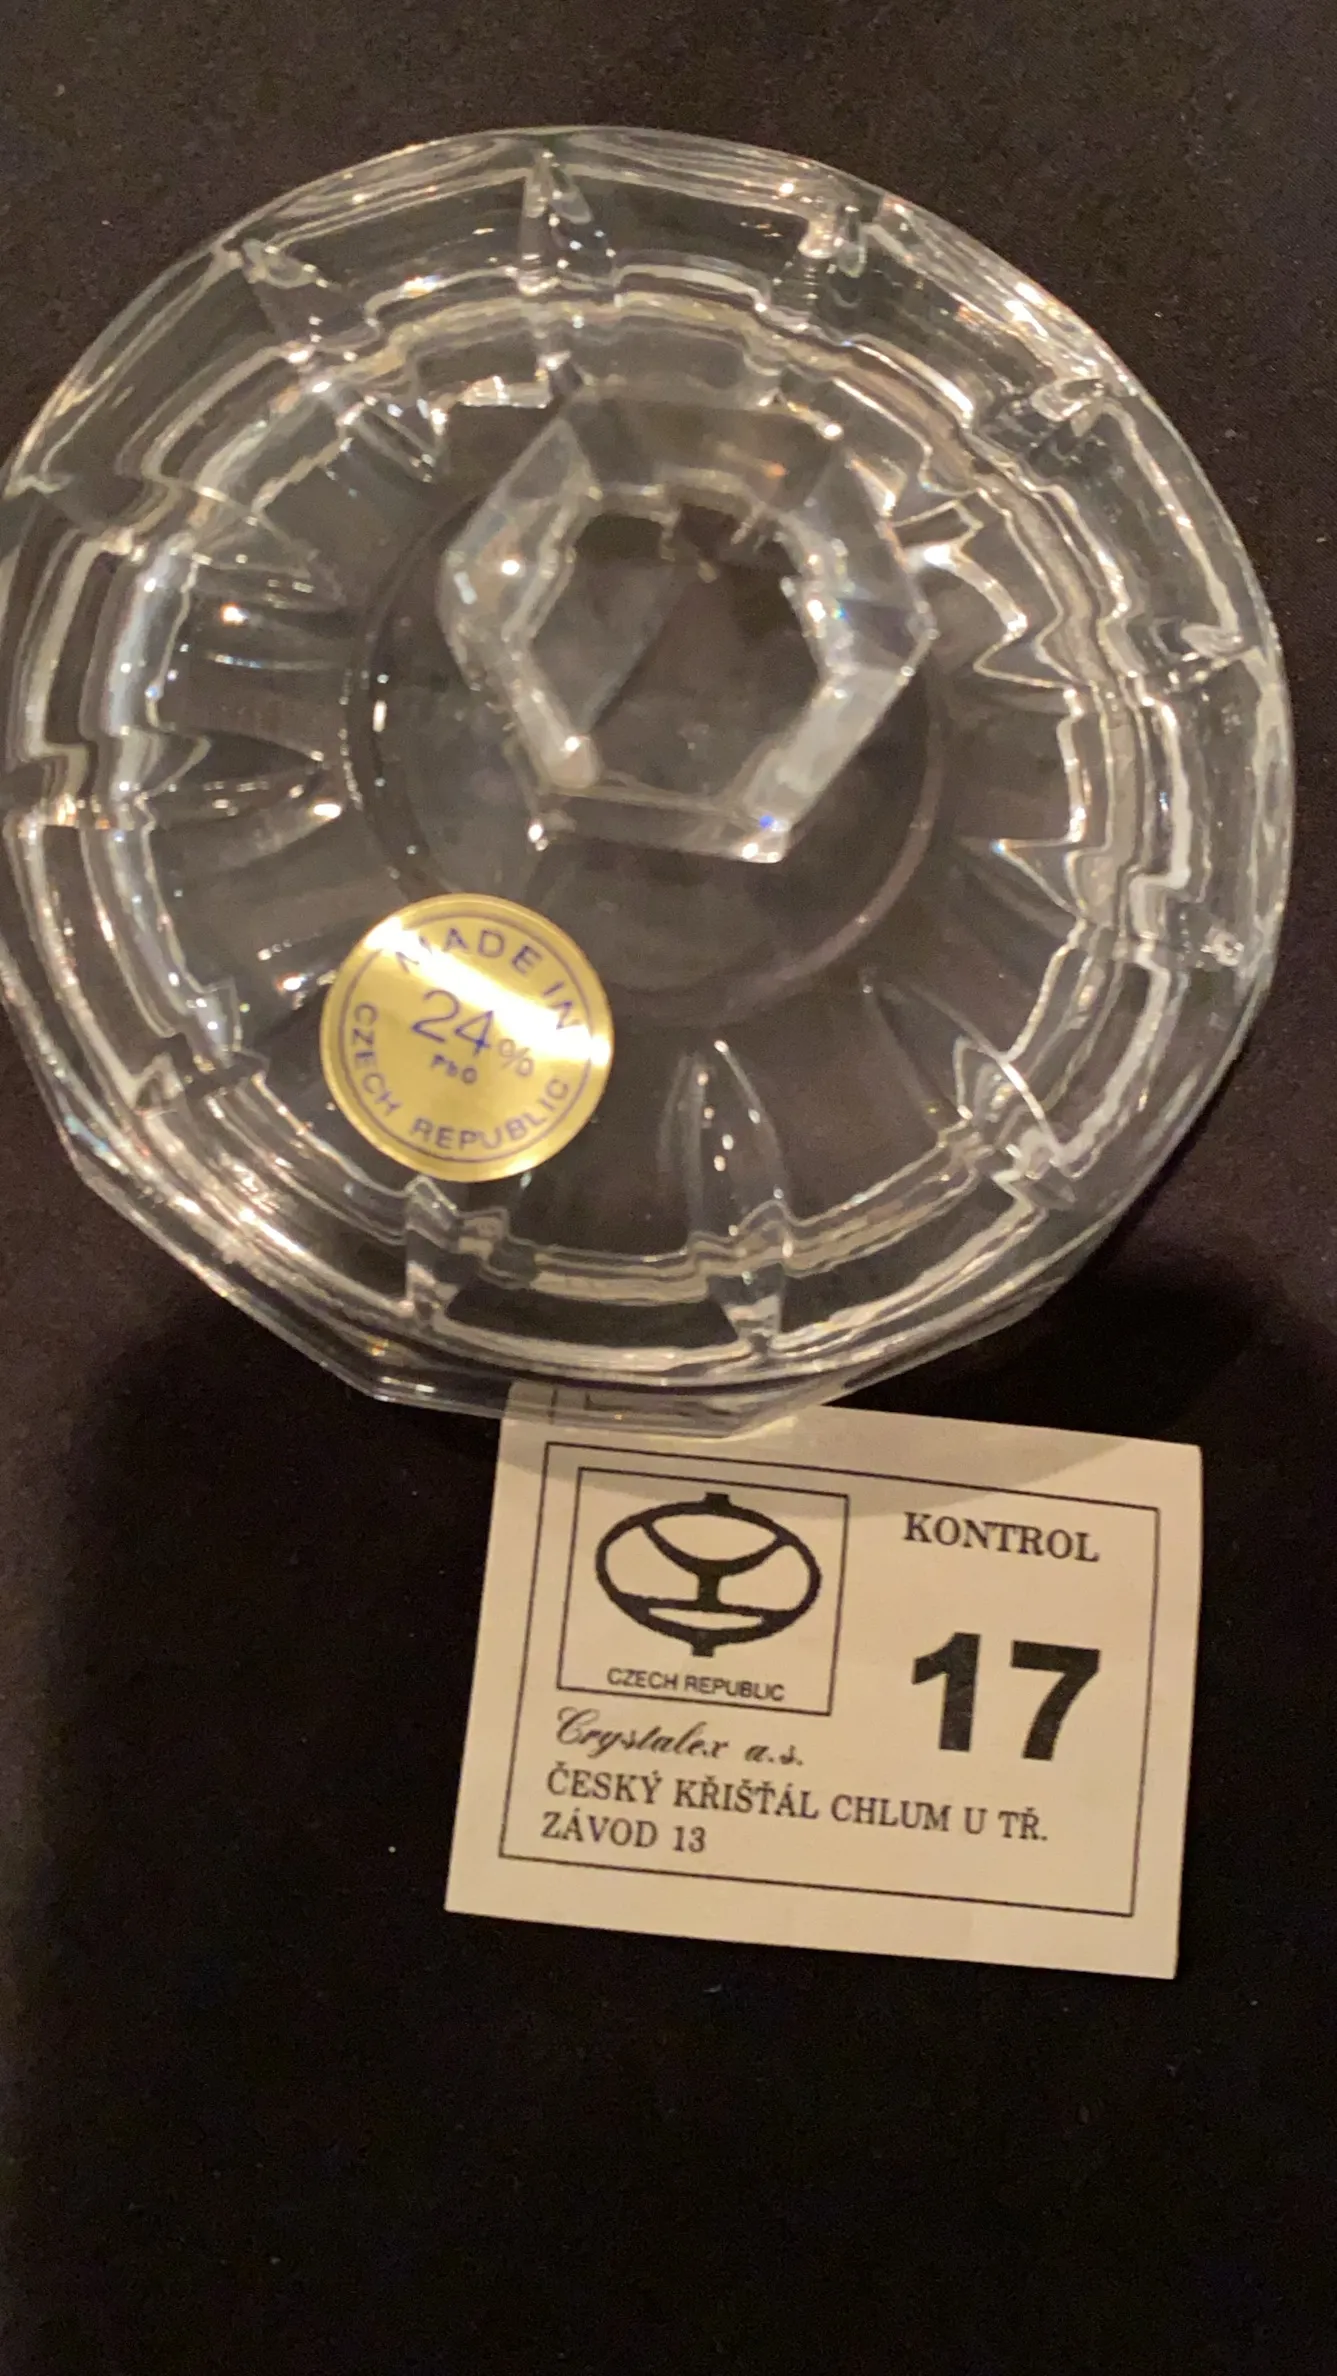 MADE IN
24%
PbO
CZECH REPUBLIC
KONTROL
17
CZECH REPUBLIC
Crystalex a.s.
ČESKÝ KŘIŠŤÁL CHLUM U TŘ.
ZÁVOD 13